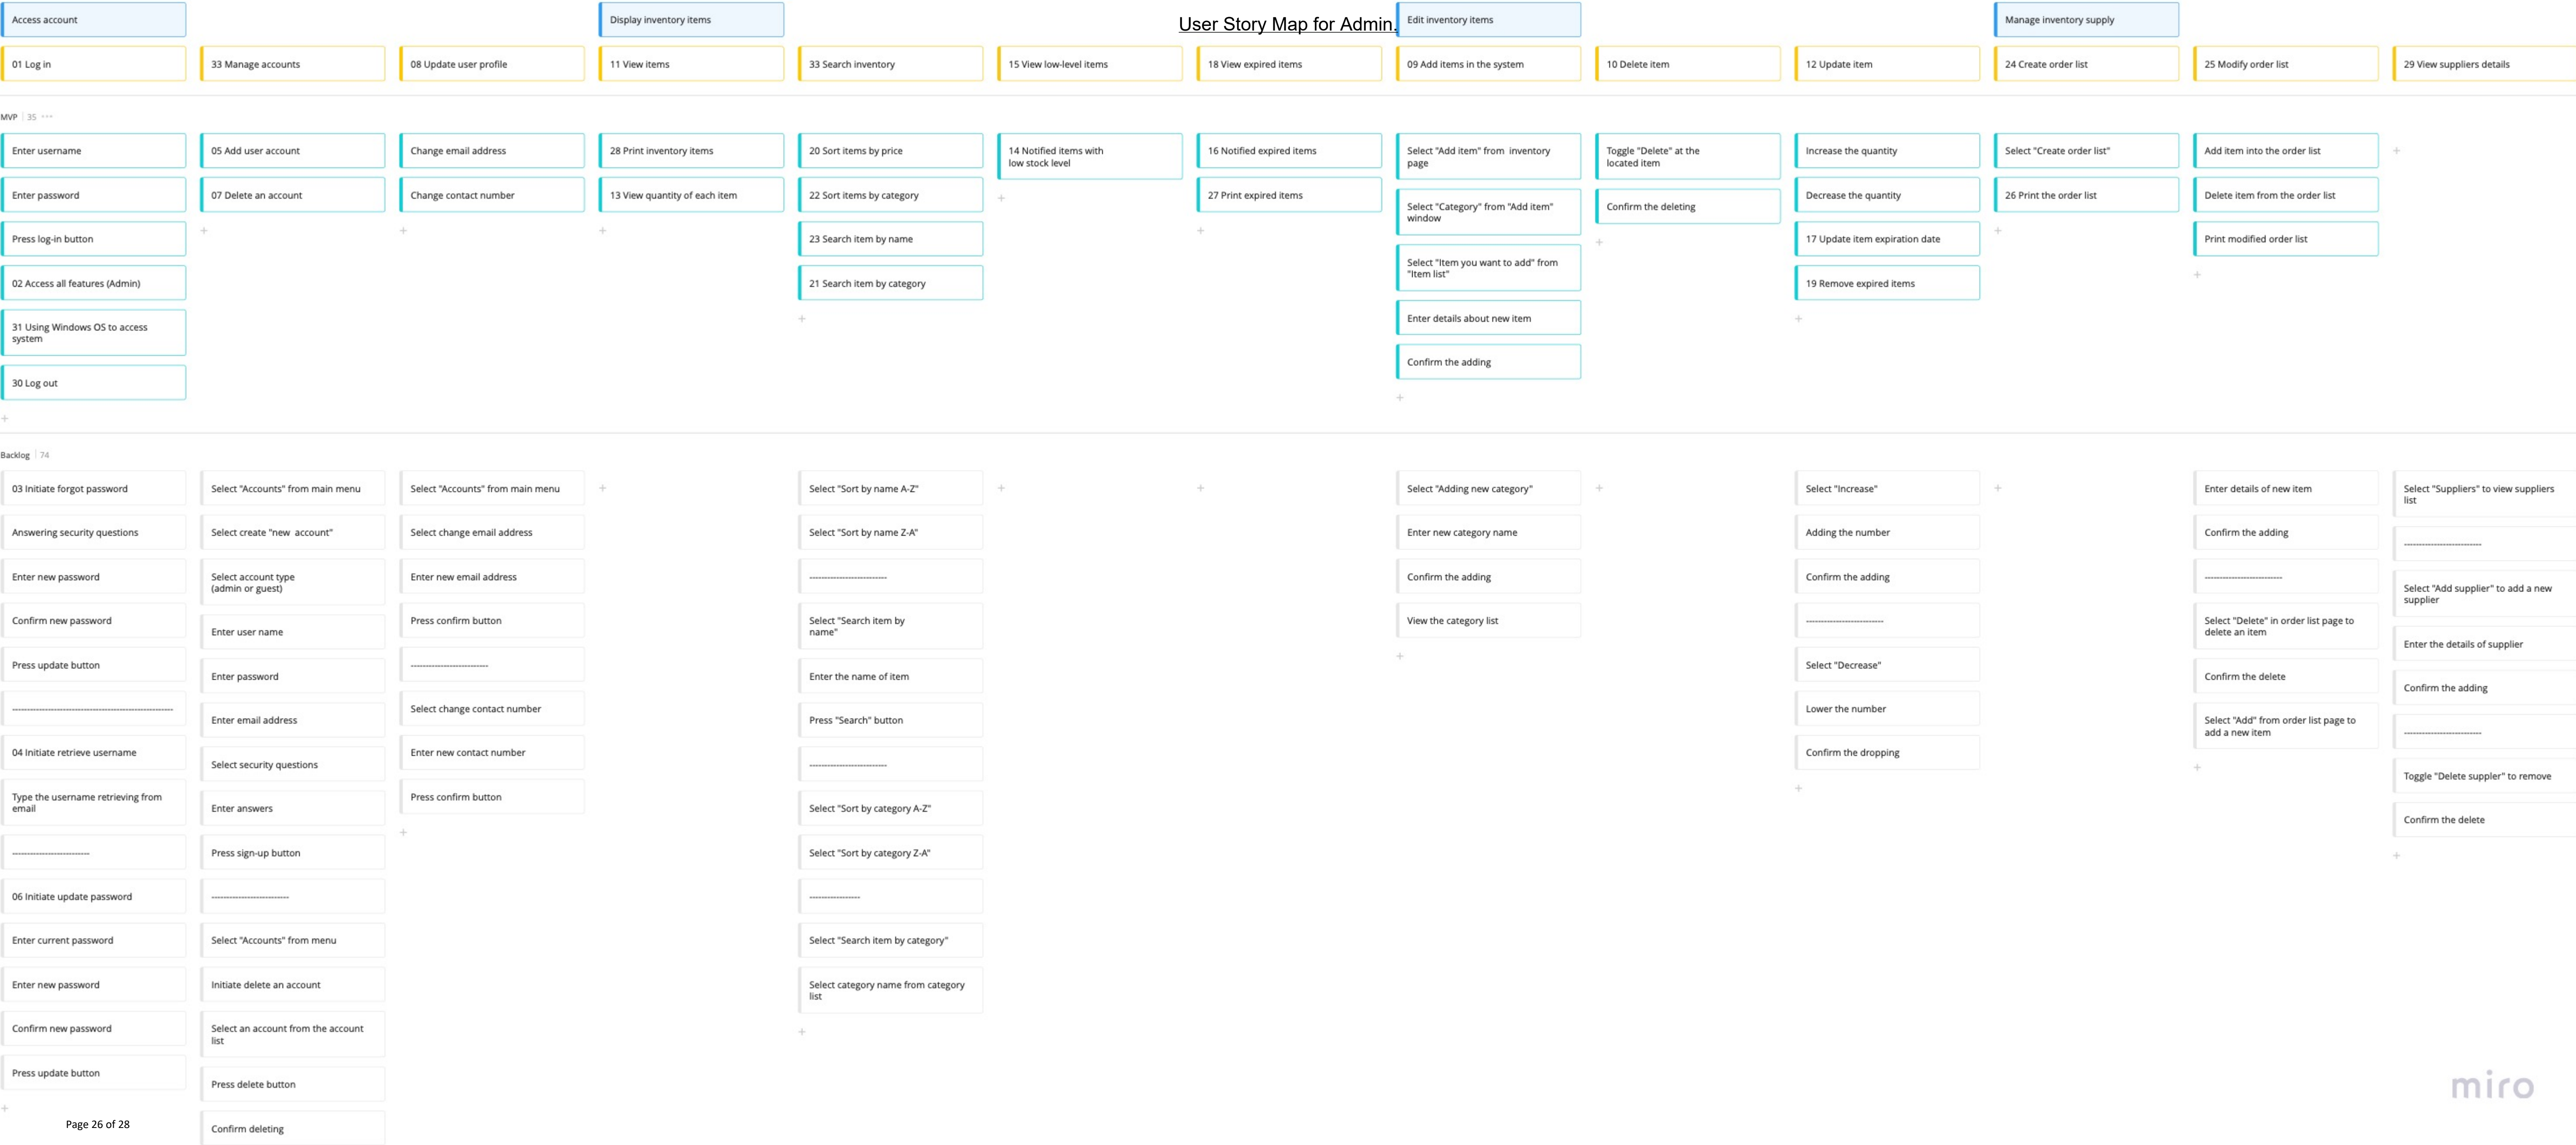 User Story Map for Admin.
Access account
Display inventory items
Edit inventory items
Manage inventory supply
01 Log in
33 Manage accounts
08 Update user profile
11 View items
33 Search inventory
15 View low-level items
18 View expired items
09 Add items in the system
10 Delete item
12 Update item
24 Create order list
25 Modify order list
29 View suppliers details
MVP 35 ···
Enter username
Enter password
Press log-in button
02 Access all features (Admin)
31 Using Windows OS to access
system
30 Log out
+
05 Add user account
07 Delete an account
+
Change email address
Change contact number
+
28 Print inventory items
13 View quantity of each item
+
20 Sort items by price
22 Sort items by category
23 Search item by name
21 Search item by category
+
14 Notified items with
low stock level
+
16 Notified expired items
27 Print expired items
+
Select "Add item" from  inventory
page
Select "Category" from "Add item"
window
Select "Item you want to add" from
"Item list"
Enter details about new item
Confirm the adding
+
Toggle "Delete" at the
located item
Confirm the deleting
+
Increase the quantity
Decrease the quantity
17 Update item expiration date
19 Remove expired items
+
Select "Create order list"
26 Print the order list
+
Add item into the order list
Delete item from the order list
Print modified order list
+
+
Backlog 74
03 Initiate forgot password
Answering security questions
Enter new password
Confirm new password
Press update button
------------------------------------------------------
04 Initiate retrieve username
Type the username retrieving from
email
--------------------------
06 Initiate update password
Enter current password
Enter new password
Confirm new password
Press update button
+
Select "Accounts" from main menu
Select create "new  account"
Select account type
(admin or guest)
Enter user name
Enter password
Enter email address
Select security questions
Enter answers
Press sign-up button
--------------------------
Select "Accounts" from menu
Initiate delete an account
Select an account from the account
list
Press delete button
Confirm deleting
Select "Accounts" from main menu
Select change email address
Enter new email address
Press confirm button
--------------------------
Select change contact number
Enter new contact number
Press confirm button
+
+
Select "Sort by name A-Z"
Select "Sort by name Z-A"
--------------------------
Select "Search item by
name"
Enter the name of item
Press "Search" button
--------------------------
Select "Sort by category A-Z"
Select "Sort by category Z-A"
-----------------
Select "Search item by category"
Select category name from category
list
+
+
+
Select "Adding new category"
Enter new category name
Confirm the adding
View the category list
+
+
Select "Increase"
Adding the number
Confirm the adding
--------------------------
Select "Decrease"
Lower the number
Confirm the dropping
+
+
Enter details of new item
Confirm the adding
--------------------------
Select "Delete" in order list page to
delete an item
Confirm the delete
Select "Add" from order list page to
add a new item
+
Select "Suppliers" to view suppliers
list
--------------------------
Select "Add supplier" to add a new
supplier
Enter the details of supplier
Confirm the adding
--------------------------
Toggle "Delete suppler" to remove
Confirm the delete
+
miro
Page 26 of 28